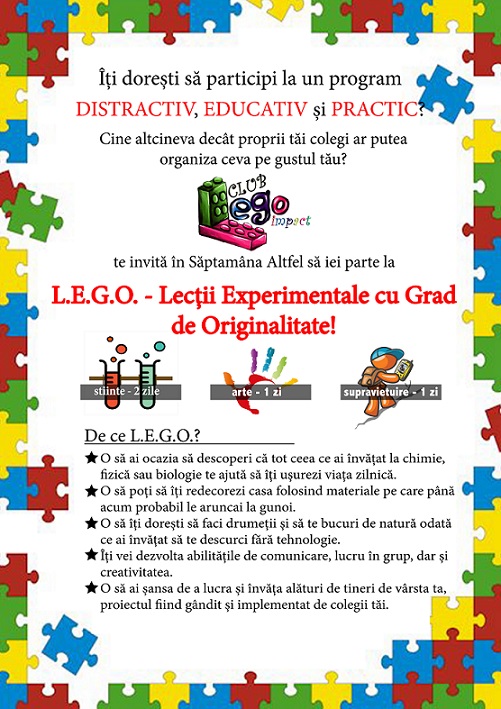 Îți dorești să participi la un program
DISTRACTIV, EDUCATIV și PRACTIC?
Cine altcineva decât proprii tăi colegi ar putea
organiza ceva pe gustul tău?
CLUB
Lego
impact
te invită în Săptamâna Altfel să iei parte la
L.E.G.O. - Lecții Experimentale cu Grad
de Originalitate!
stiinte - 2 zile
arte - 1 zi
supravietuire - 1 zi
De ce L.E.G.O.?
O să ai ocazia să descoperi că tot ceea ce ai învățat la chimie,
fizică sau biologie te ajută să îți ușurezi viața zilnică.
O să poți să îți redecorezi casa folosind materiale pe care până
acum probabil le aruncai la gunoi.
O să îți dorești să faci drumeții și să te bucuri de natură odată
ce ai învățat să te descurci fără tehnologie.
Îți vei dezvolta abilitățile de comunicare, lucru în grup, dar și
creativitatea.
O să ai șansa de a lucra și învăța alături de tineri de vârsta ta,
proiectul fiind gândit și implementat de colegii tăi.